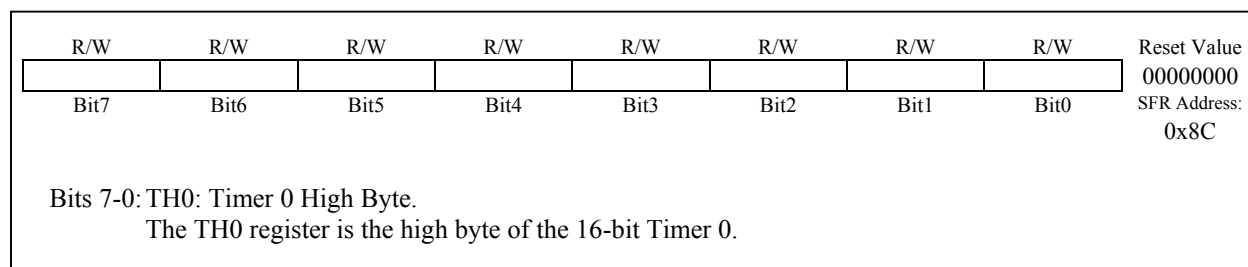 R/W R/W R/W R/W R/W R/W R/W R/W Reset Value
00000000
Bit7 Bit6 Bit5 Bit4 Bit3 Bit2 Bit1 Bit0 SFR Address:
0x8C
Bits 7-0: TH0: Timer 0 High Byte.
The TH0 register is the high byte of the 16-bit Timer 0.